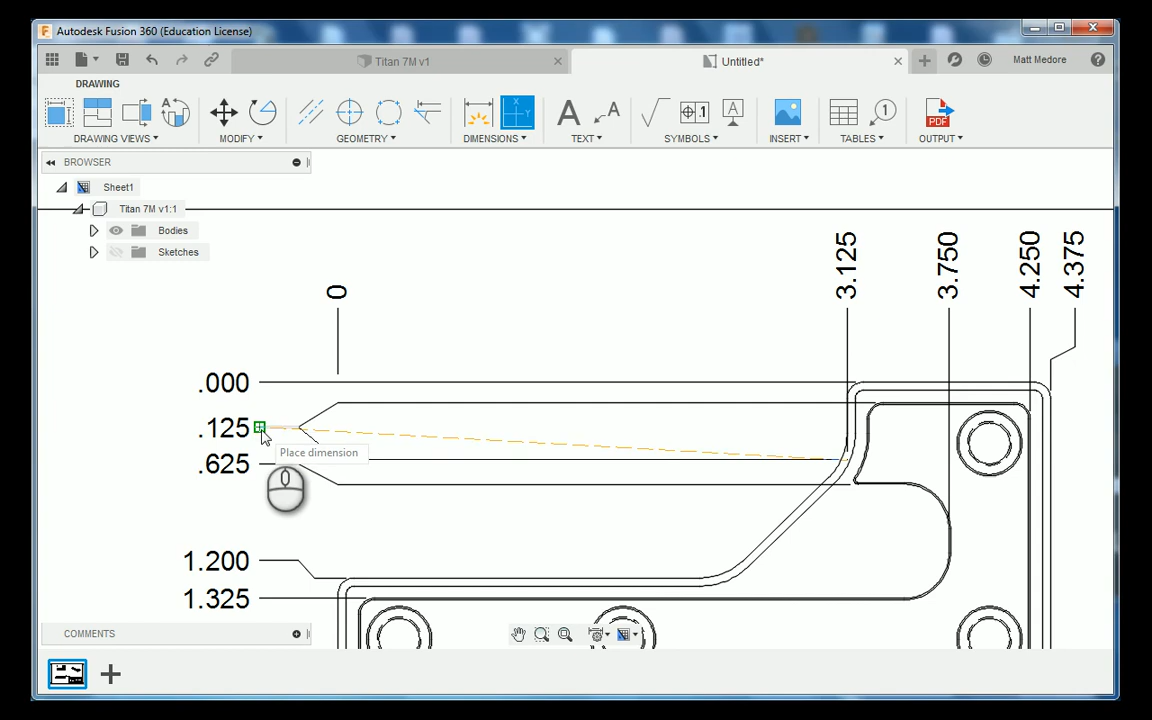 Autodesk Fusion 360 (Education License)
Titan 7M v1
Untitled*
Matt Medore
DRAWING
DRAWING VIEWS
MODIFY
GEOMETRY
DIMENSIONS
TEXT
SYMBOLS
INSERT
TABLES
OUTPUT
BROWSER
Sheet1
Titan 7M v1:1
Bodies
Sketches
0
3.125
3.750
4.250
4.375
.000
.125
Place dimension
.625
1.200
1.325
COMMENTS